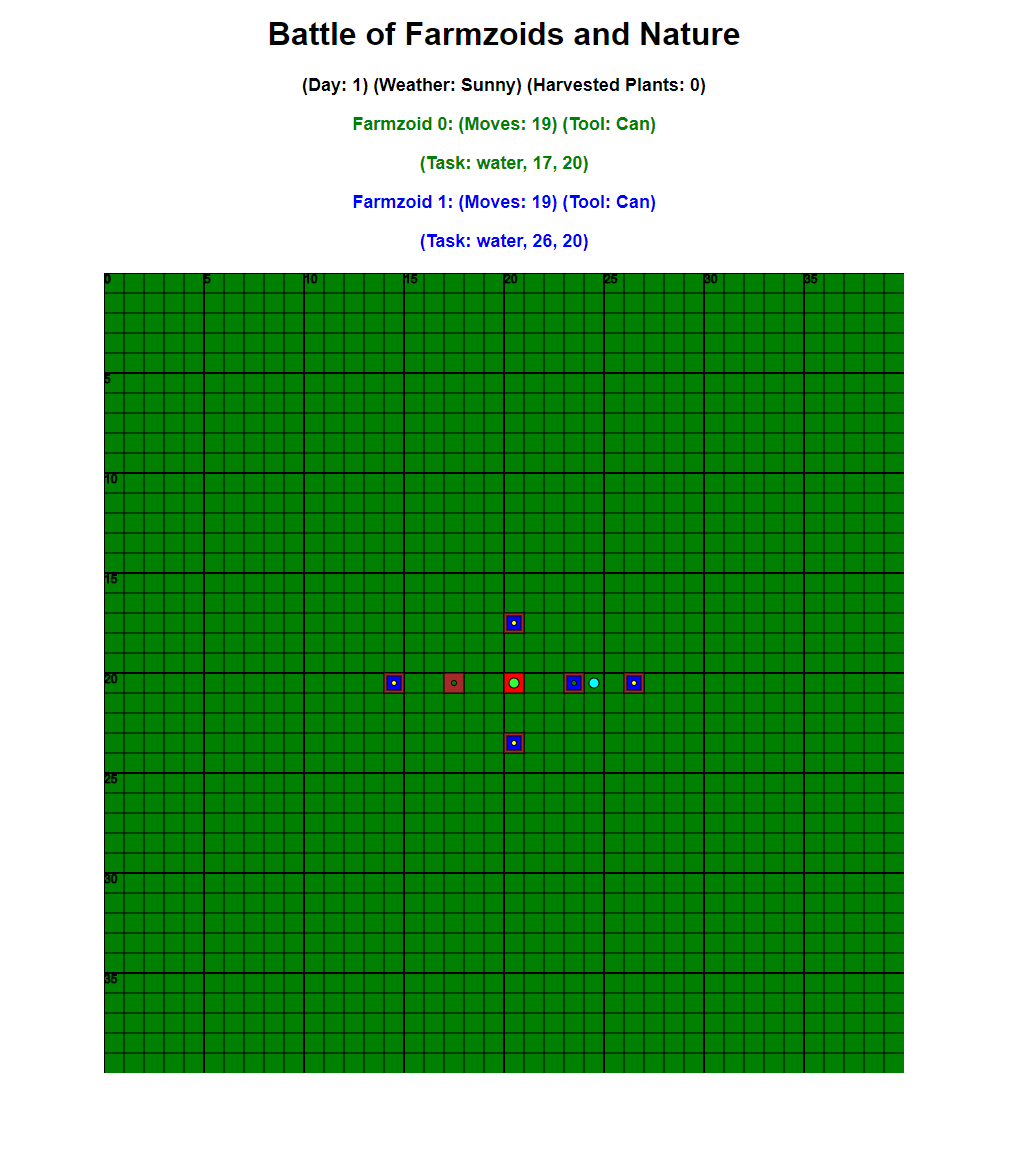 Battle of Farmzoids and Nature
(Day: 1) (Weather: Sunny) (Harvested Plants: 0)
Farmzoid 0: (Moves: 19) (Tool: Can)
(Task: water, 17, 20)
Farmzoid 1: (Moves: 19) (Tool: Can)
(Task: water, 26, 20)
0 5 10 15 20 25 30 35
5
10
15
20
25
30
35